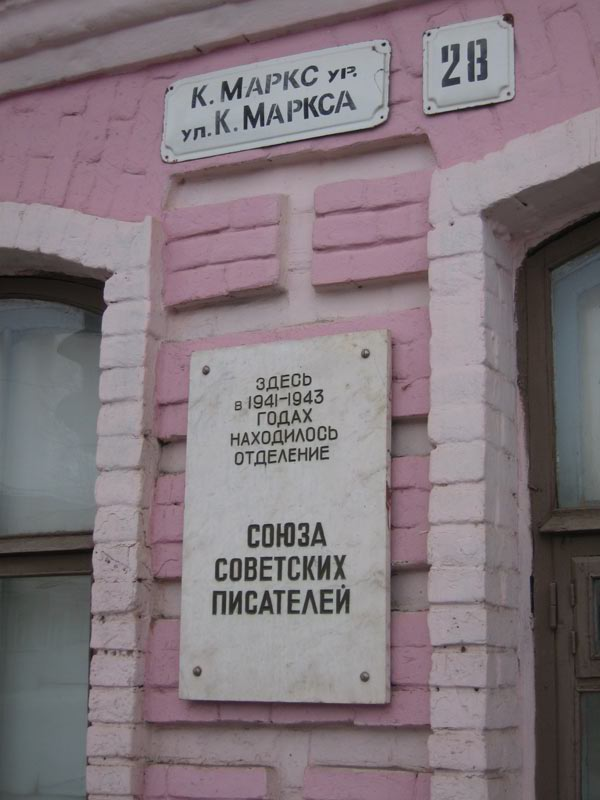 К. МАРКС ур.
ул. К. МАРКСА
28
ЗДЕСЬ
в 1941-1943
ГОДАХ
НАХОДИЛОСЬ
ОТДЕЛЕНИЕ
СОЮЗА
СОВЕТСКИХ
ПИСАТЕЛЕЙ